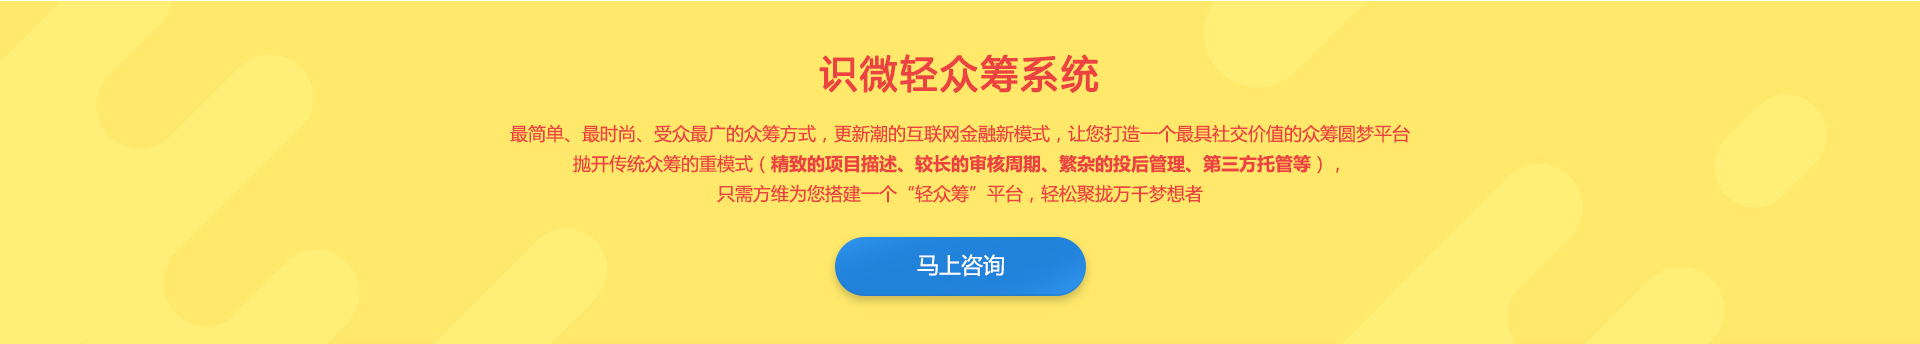 识微轻众筹系统
最简单、最时尚、受众最广的众筹方式，更新潮的互联网金融新模式，让您打造一个最具社交价值的众筹圆梦平台
抛开传统众筹的重模式（精致的项目描述、较长的审核周期、繁杂的投后管理、第三方托管等），
只需方维为您搭建一个“轻众筹”平台，轻松聚拢万千梦想者
马上咨询